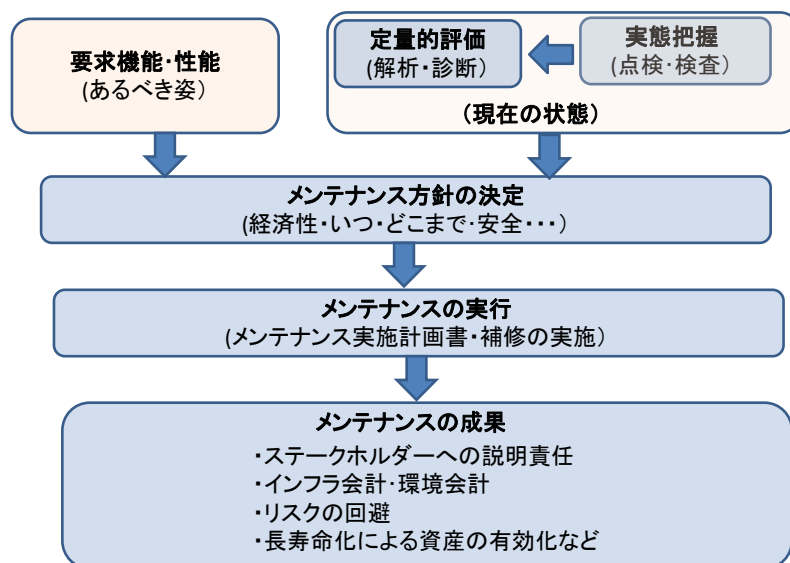 要求機能・性能
(あるべき姿)
定量的評価
(解析・診断)
実態把握
(点検・検査)
(現在の状態)
メンテナンス方針の決定
(経済性・いつ・どこまで・安全・・・)
メンテナンスの実行
(メンテナンス実施計画書・補修の実施)
メンテナンスの成果
・ステークホルダーへの説明責任
・インフラ会計・環境会計
・リスクの回避
・長寿命化による資産の有効化など